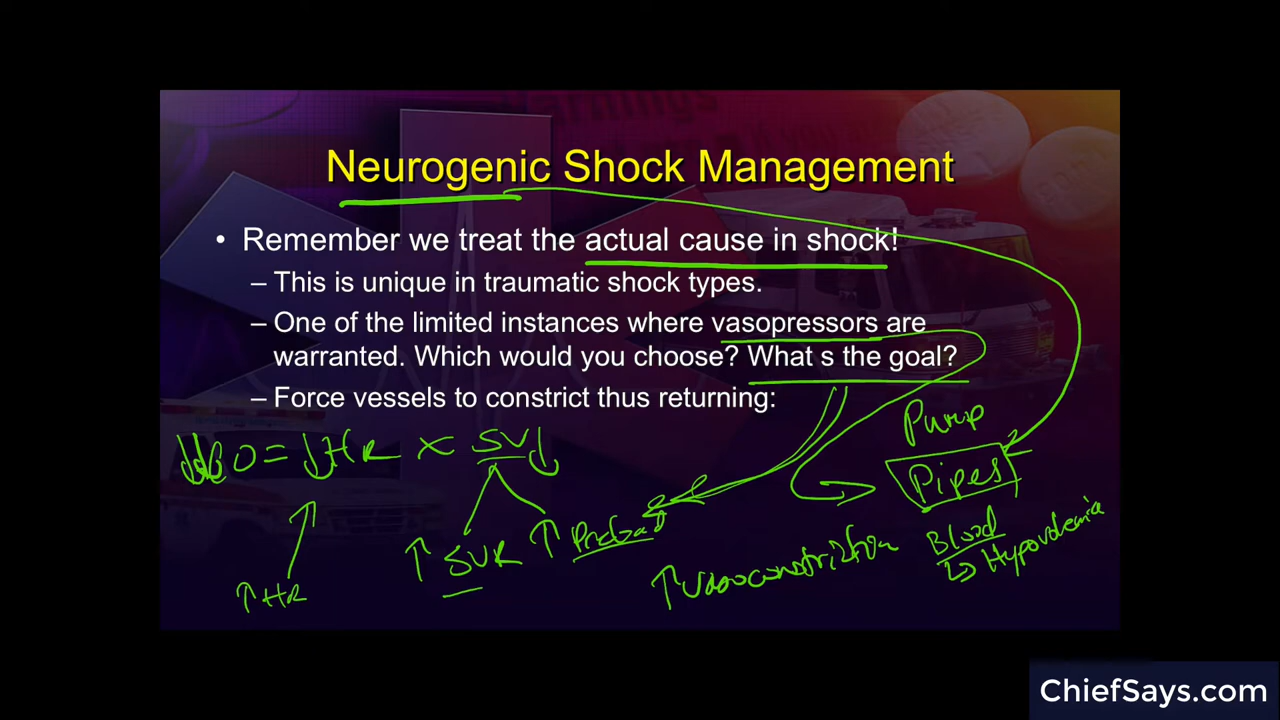 Neurogenic Shock Management
• Remember we treat the actual cause in shock!
– This is unique in traumatic shock types.
– One of the limited instances where vasopressors are
warranted. Which would you choose? What s the goal?
– Force vessels to constrict thus returning:
Pump
O = ↓HR × SV↓
Pipes
↑ SVR ↑ Preload
Blood
↳ Hypovolemia
↑ Vasoconstriction
↑ HR
ChiefSays.com